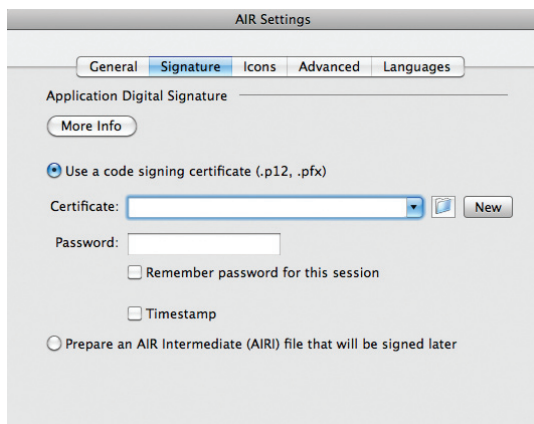 AIR Settings
General Signature Icons Advanced Languages
Application Digital Signature
More Info
Use a code signing certificate (.p12, .pfx)
Certificate: New
Password:
Remember password for this session
Timestamp
Prepare an AIR Intermediate (AIRI) file that will be signed later